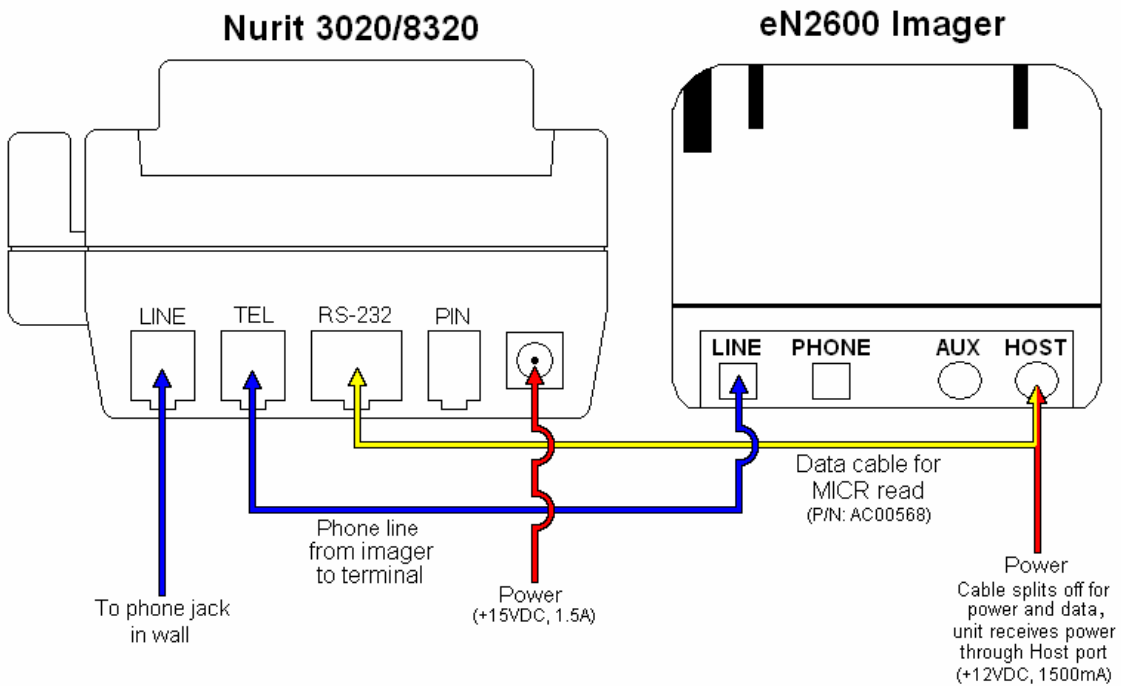 Nurit 3020/8320
eN2600 Imager
LINE
TEL
RS-232
PIN
LINE
PHONE
AUX
HOST
Data cable for
MICR read
(P/N: AC00568)
Phone line
from imager
to terminal
To phone jack
in wall
Power
(+15VDC, 1.5A)
Power
Cable splits off for
power and data,
unit receives power
through Host port
(+12VDC, 1500mA)